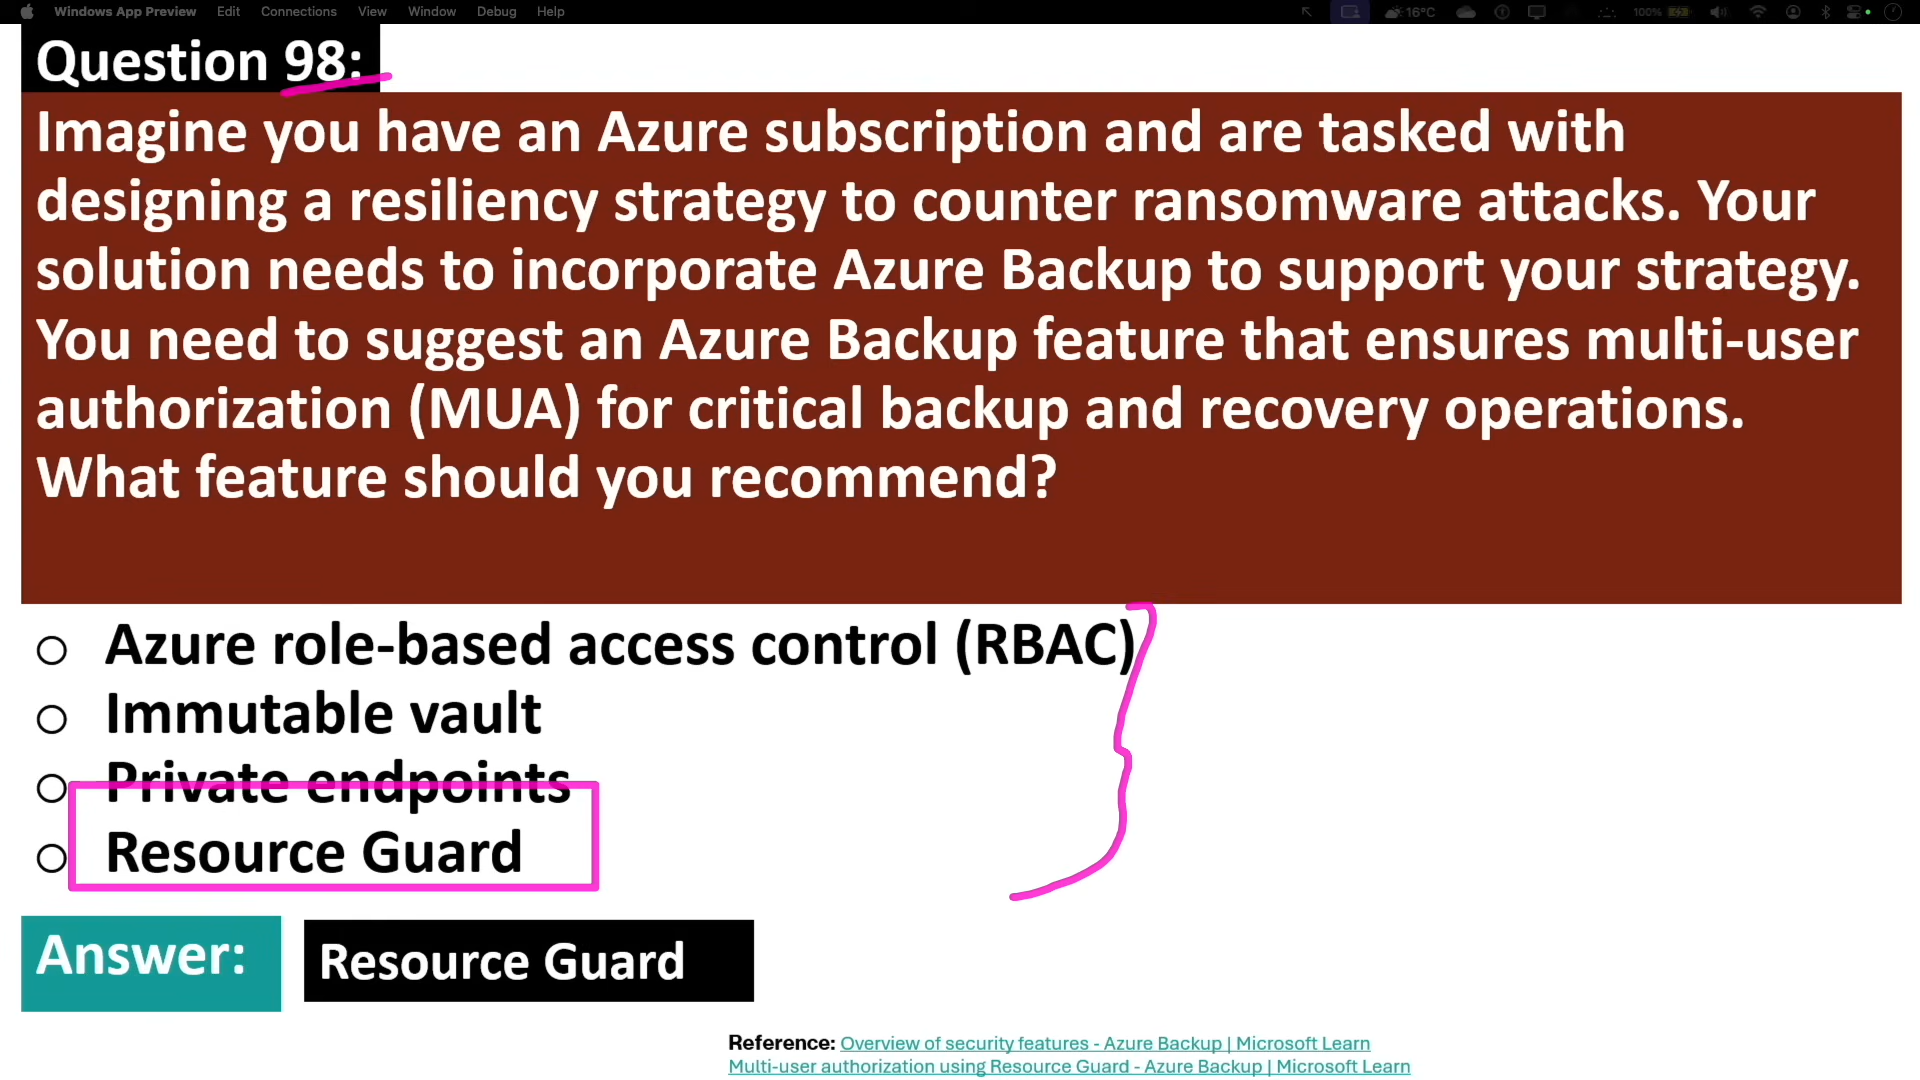 Windows App Preview Edit Connections View Window Debug Help 16°C 100%
Question 98:
Imagine you have an Azure subscription and are tasked with
designing a resiliency strategy to counter ransomware attacks. Your
solution needs to incorporate Azure Backup to support your strategy.
You need to suggest an Azure Backup feature that ensures multi-user
authorization (MUA) for critical backup and recovery operations.
What feature should you recommend?
Azure role-based access control (RBAC)
Immutable vault
Private endpoints
Resource Guard
Answer: Resource Guard
Reference: Overview of security features - Azure Backup | Microsoft Learn
Multi-user authorization using Resource Guard - Azure Backup | Microsoft Learn